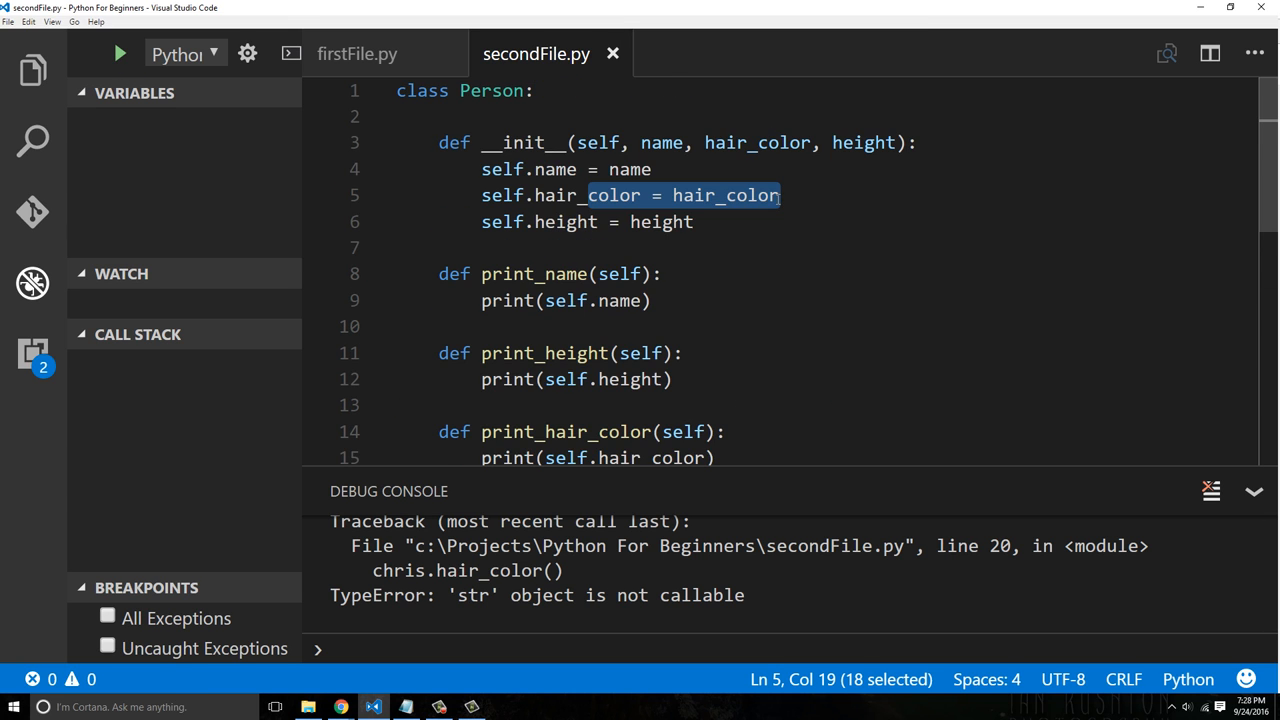 secondFile.py - Python For Beginners - Visual Studio Code
File Edit View Go Help
Python
firstFile.py
secondFile.py
VARIABLES
WATCH
CALL STACK
BREAKPOINTS
All Exceptions
Uncaught Exceptions
2
1 class Person:
2
3 def __init__(self, name, hair_color, height):
4 self.name = name
5 self.hair_color = hair_color
6 self.height = height
7
8 def print_name(self):
9 print(self.name)
10
11 def print_height(self):
12 print(self.height)
13
14 def print_hair_color(self):
15 print(self.hair_color)
DEBUG CONSOLE
Traceback (most recent call last):
File "c:\Projects\Python For Beginners\secondFile.py", line 20, in <module>
chris.hair_color()
TypeError: 'str' object is not callable
0 0
Ln 5, Col 19 (18 selected) Spaces: 4 UTF-8 CRLF Python
I'm Cortana. Ask me anything.
7:28 PM
9/24/2016